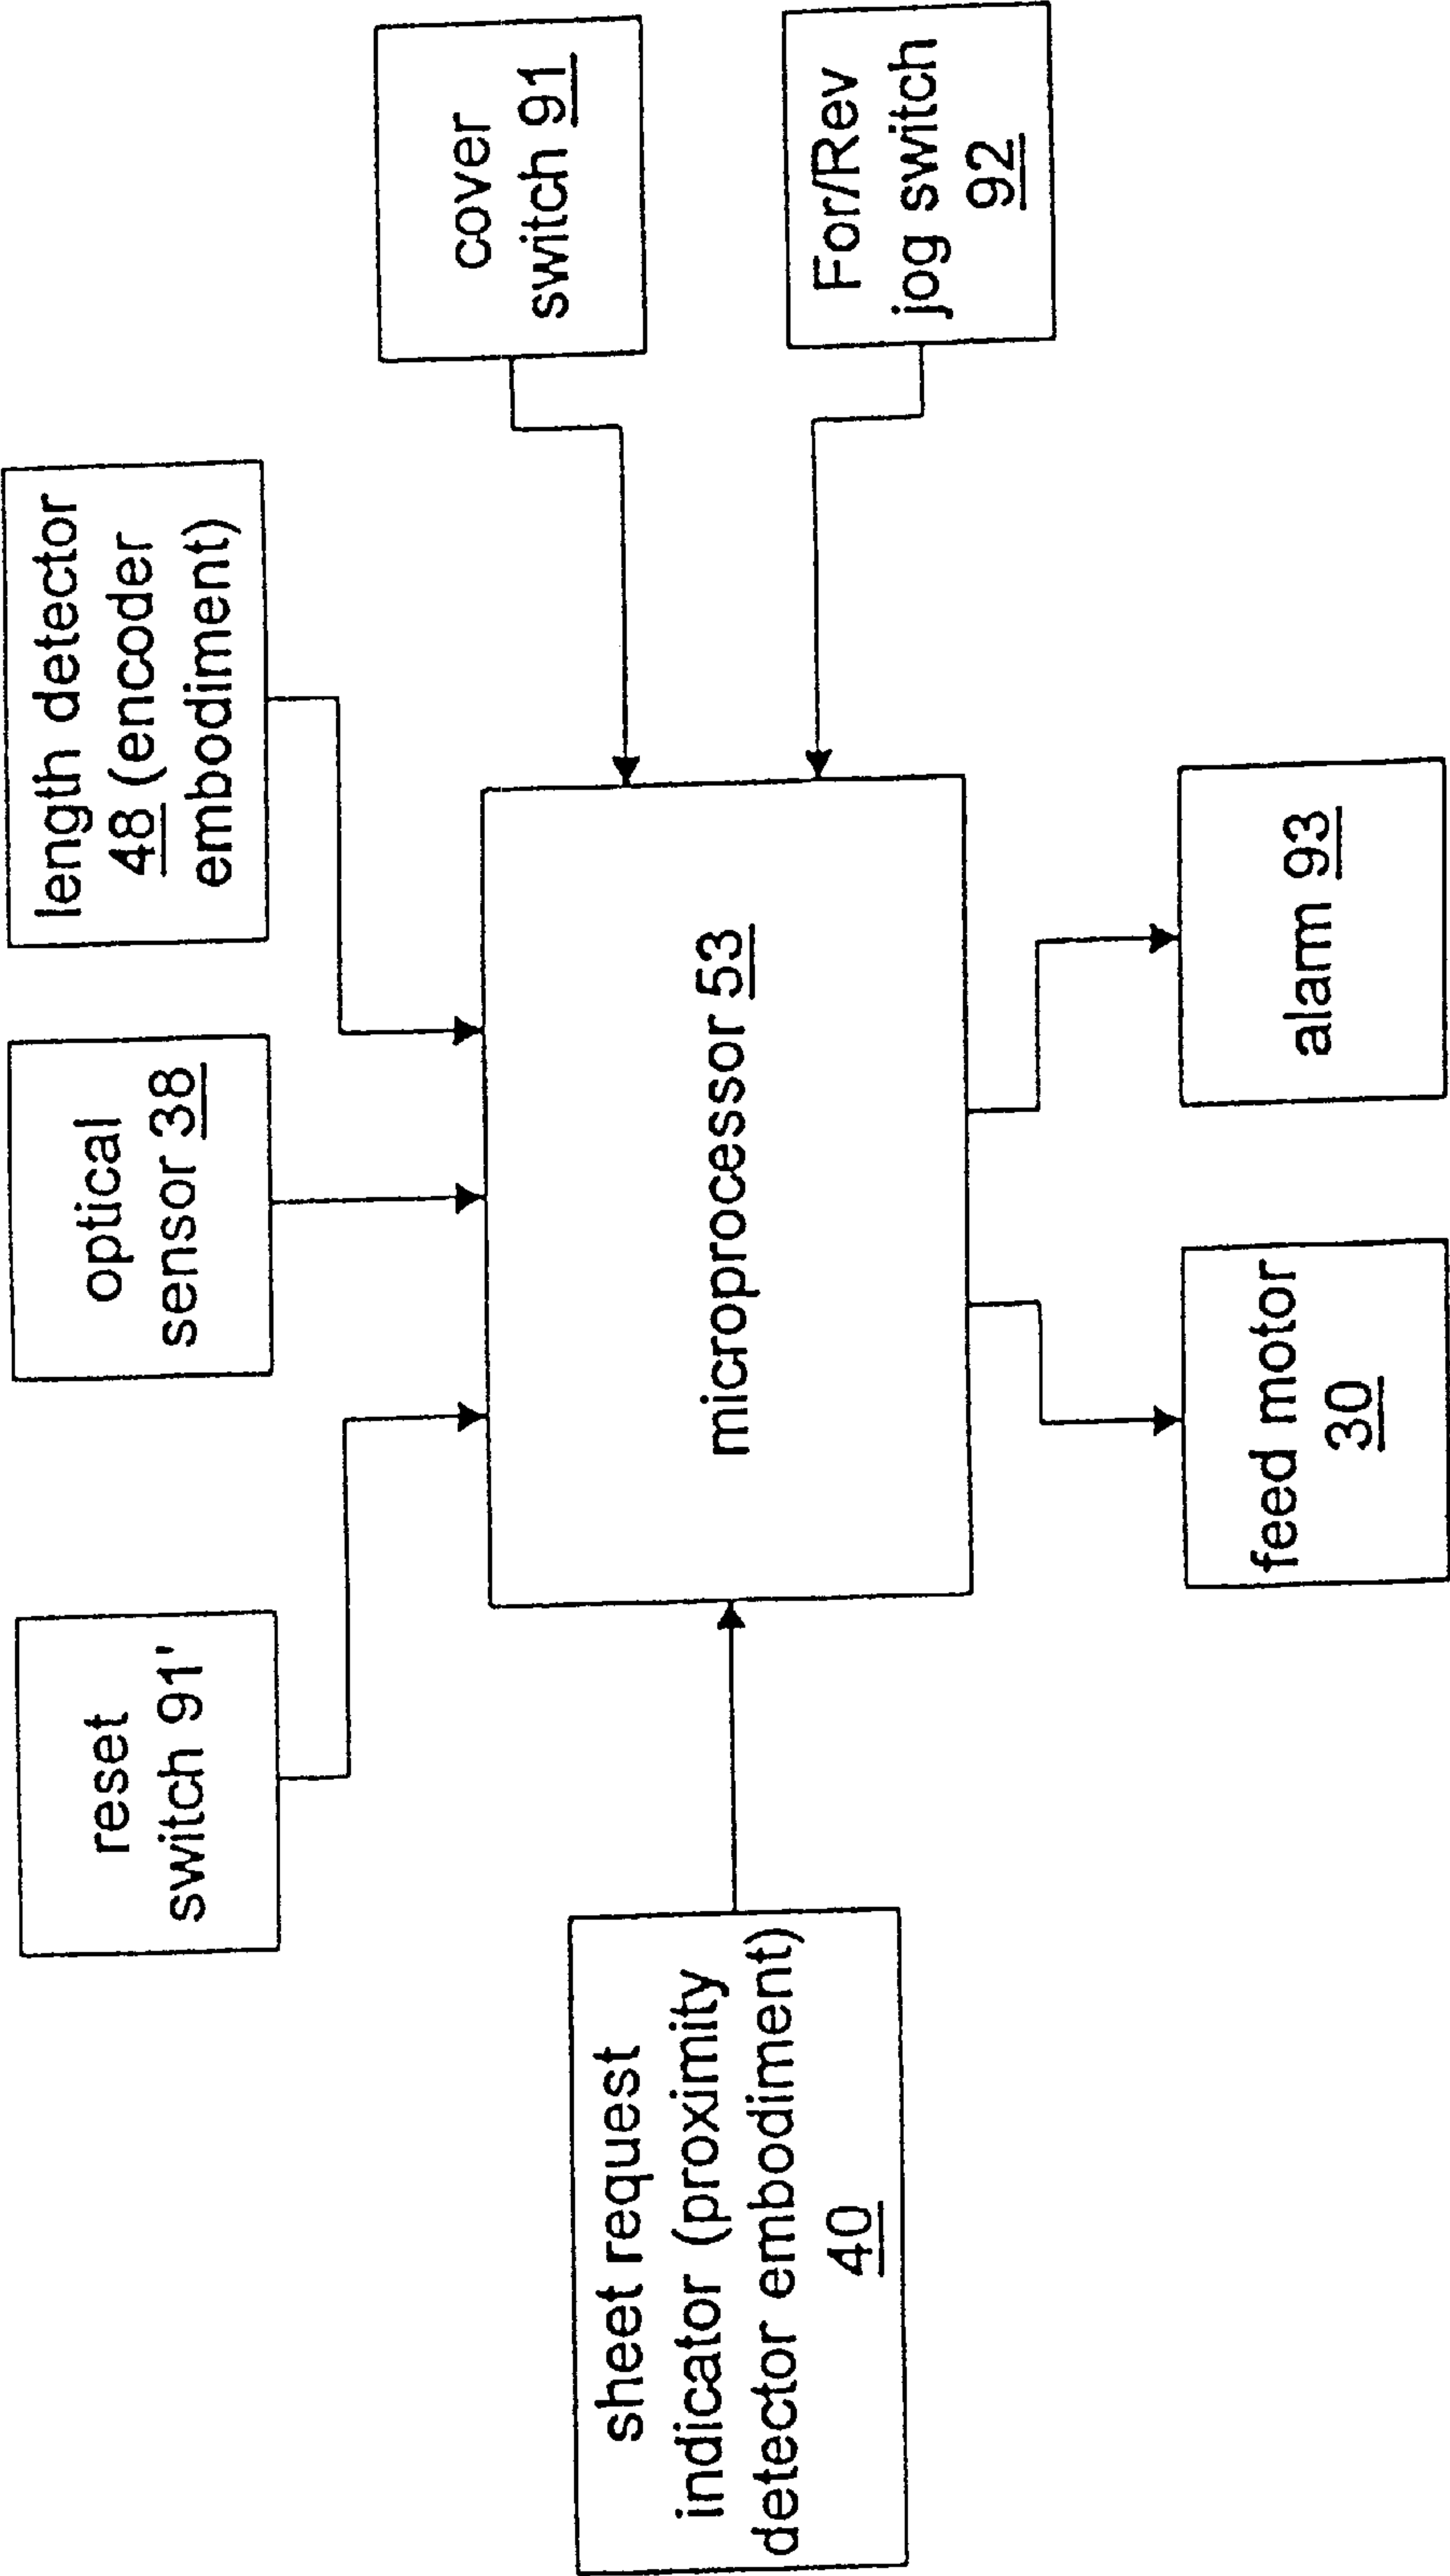 reset
switch 91'
optical
sensor 38
length detector
48 (encoder
embodiment)
cover
switch 91
For/Rev
jog switch
92
sheet request
indicator (proximity
detector embodiment)
40
microprocessor 53
feed motor
30
alam 93